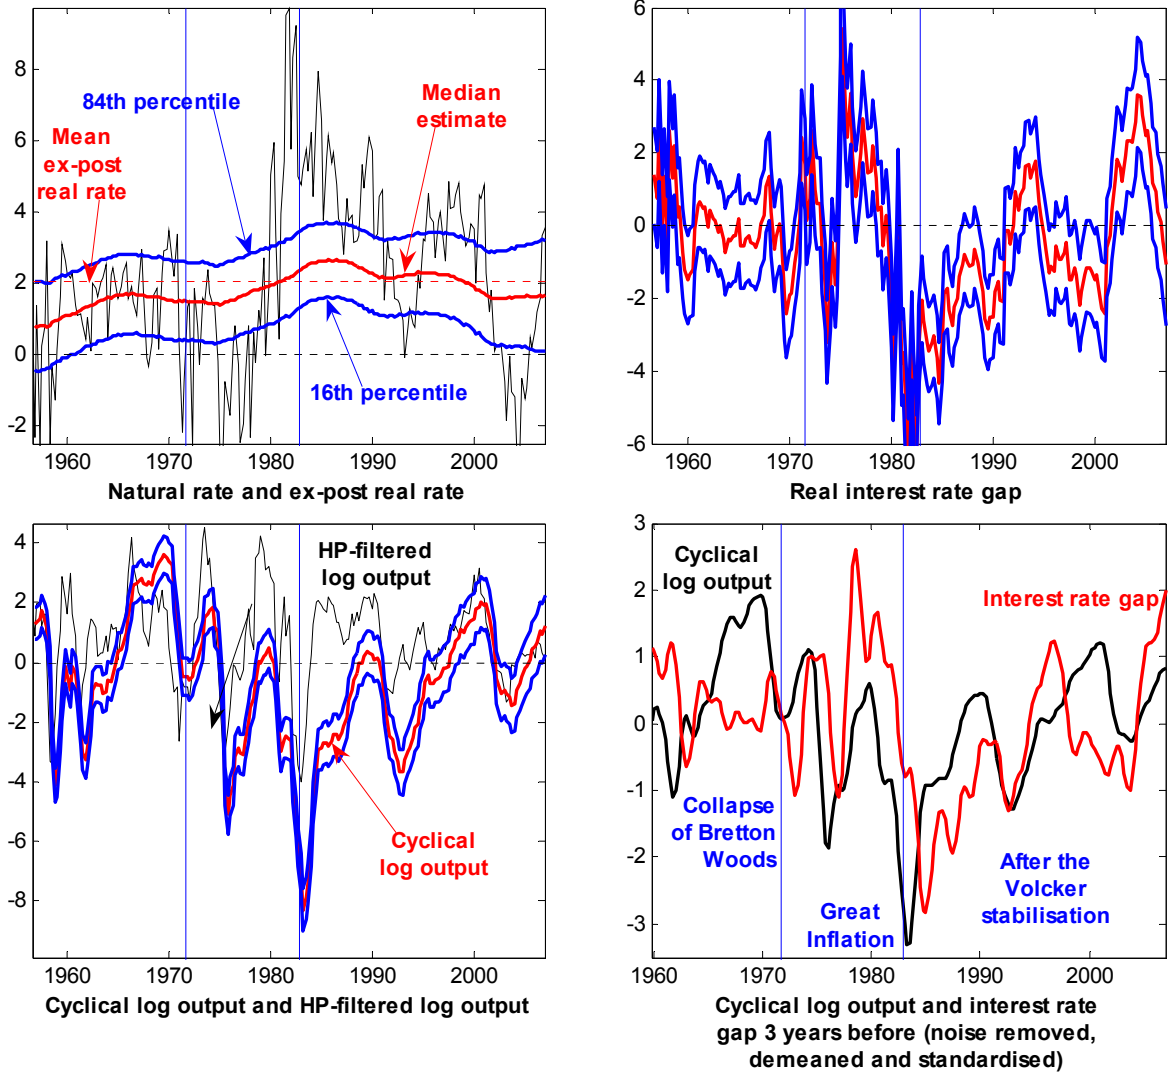 8
6
4
2
0
-2
84th percentile
Mean
ex-post
real rate
Median
estimate
16th percentile
1960 1970 1980 1990 2000
Natural rate and ex-post real rate
6
4
2
0
-2
-4
-6
1960 1970 1980 1990 2000
Real interest rate gap
4
2
0
-2
-4
-6
-8
HP-filtered
log output
Cyclical
log output
1960 1970 1980 1990 2000
Cyclical log output and HP-filtered log output
3
2
1
0
-1
-2
-3
Cyclical
log output
Interest rate gap
Collapse
of Bretton
Woods
Great
Inflation
After the
Volcker
stabilisation
1960 1970 1980 1990 2000
Cyclical log output and interest rate
gap 3 years before (noise removed,
demeaned and standardised)